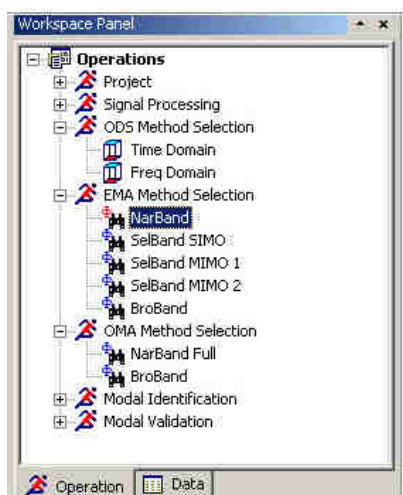 Workspace Panel
Operations
Project
Signal Processing
ODS Method Selection
Time Domain
Freq Domain
EMA Method Selection
NarBand
SelBand SIMO
SelBand MIMO 1
SelBand MIMO 2
BroBand
OMA Method Selection
NarBand Full
BroBand
Modal Identification
Modal Validation
Operation Data